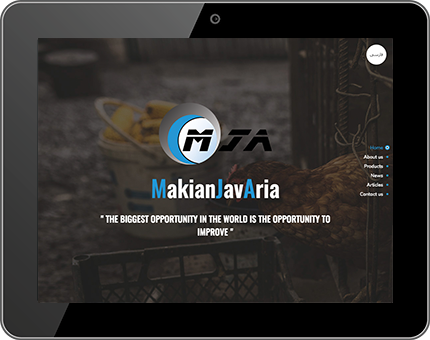 فارسی
MJA
Home
About us
Products
News
Articles
Contact us
MakianJavAria
" THE BIGGEST OPPORTUNITY IN THE WORLD IS THE OPPORTUNITY TO
IMPROVE "